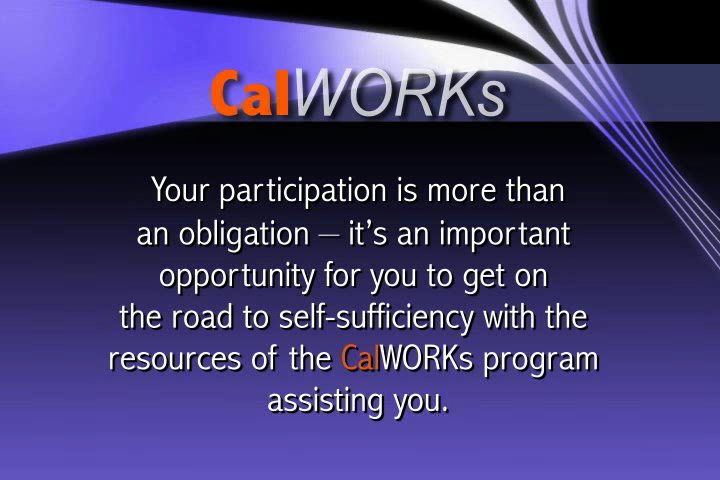 CalWORKs
Your participation is more than
an obligation – it's an important
opportunity for you to get on
the road to self-sufficiency with the
resources of the CalWORKs program
assisting you.